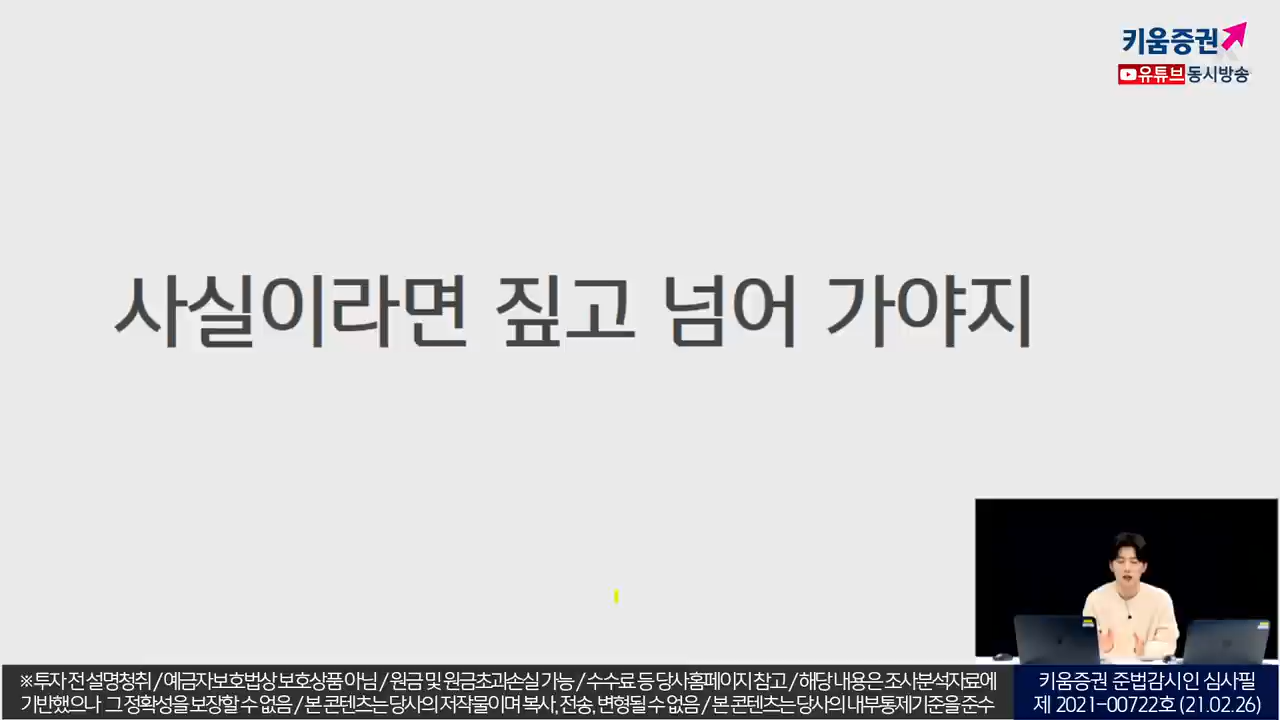 키움증권
유튜브동시방송
사실이라면 짚고 넘어 가야지
※투자 전 설명청취 / 예금자보호법상 보호상품 아님 / 원금 및 원금초과손실 가능 / 수수료 등 당사홈페이지 참고 / 해당 내용은 조사분석자료에
기반했으나 그 정확성을 보장할 수 없음 / 본 콘텐츠는 당사의 저작물이며 복사, 전송, 변형될 수 없음 / 본 콘텐츠는 당사의 내부통제기준을 준수
키움증권 준법감시인 심사필
제 2021-00722호 (21.02.26)